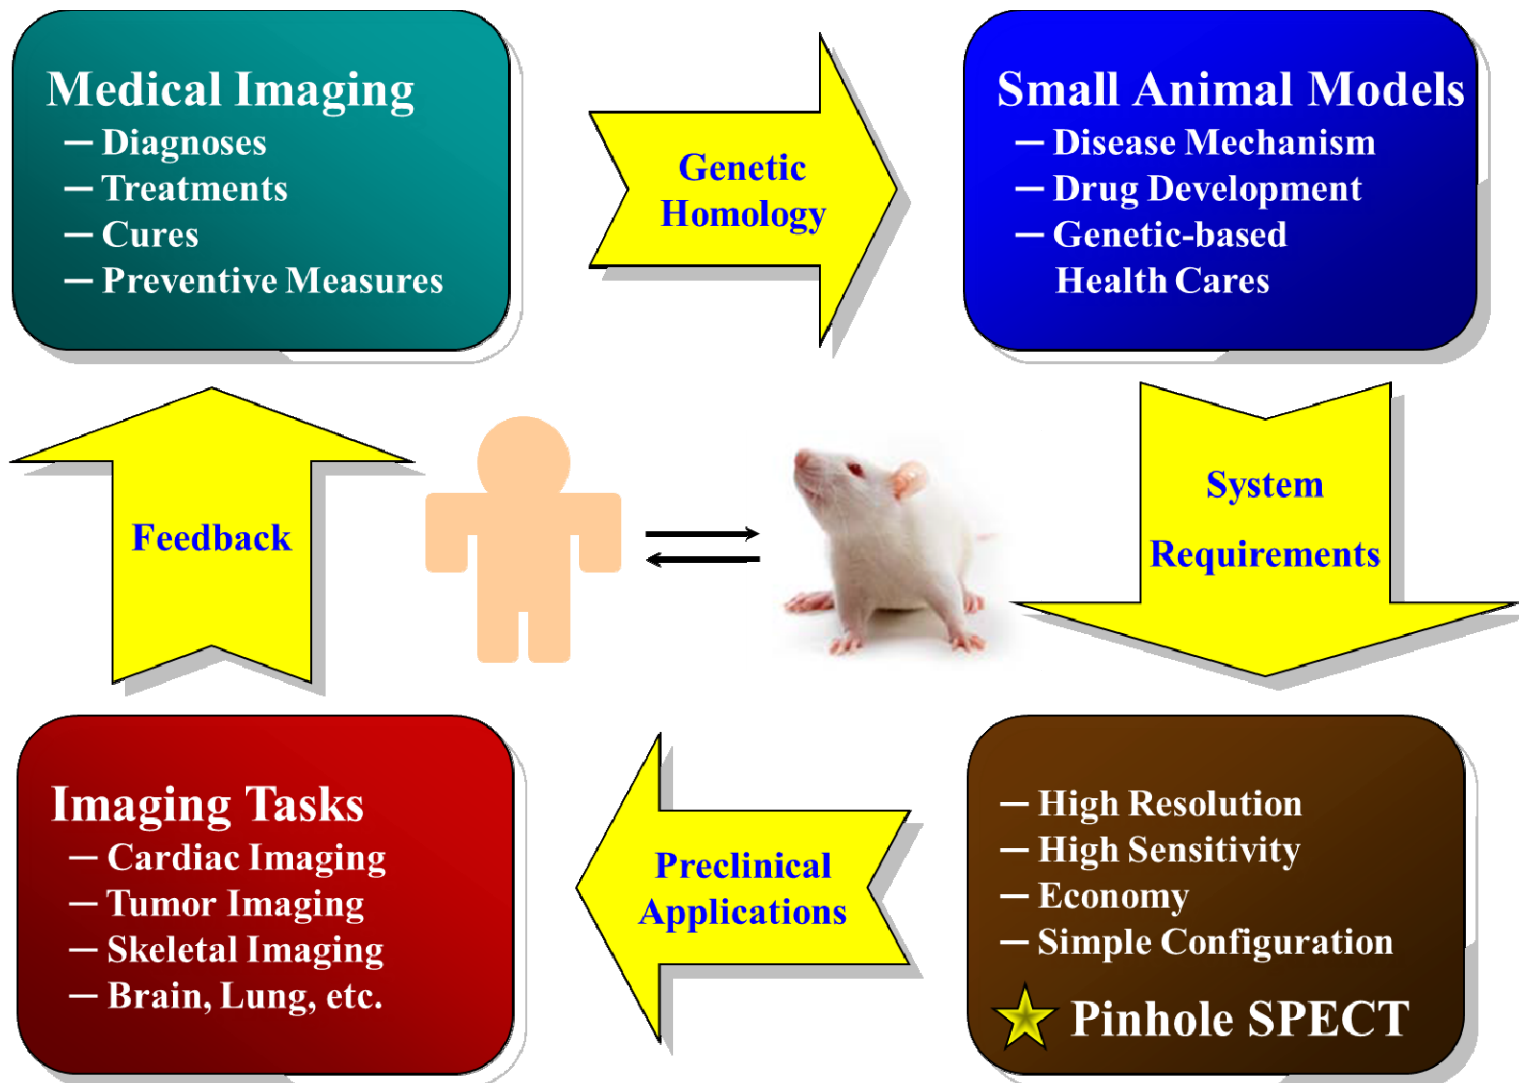 Medical Imaging
— Diagnoses
— Treatments
— Cures
— Preventive Measures
Genetic
Homology
Small Animal Models
— Disease Mechanism
— Drug Development
— Genetic-based
Health Cares
Feedback
System
Requirements
Imaging Tasks
— Cardiac Imaging
— Tumor Imaging
— Skeletal Imaging
— Brain, Lung, etc.
Preclinical
Applications
— High Resolution
— High Sensitivity
— Economy
— Simple Configuration
Pinhole SPECT